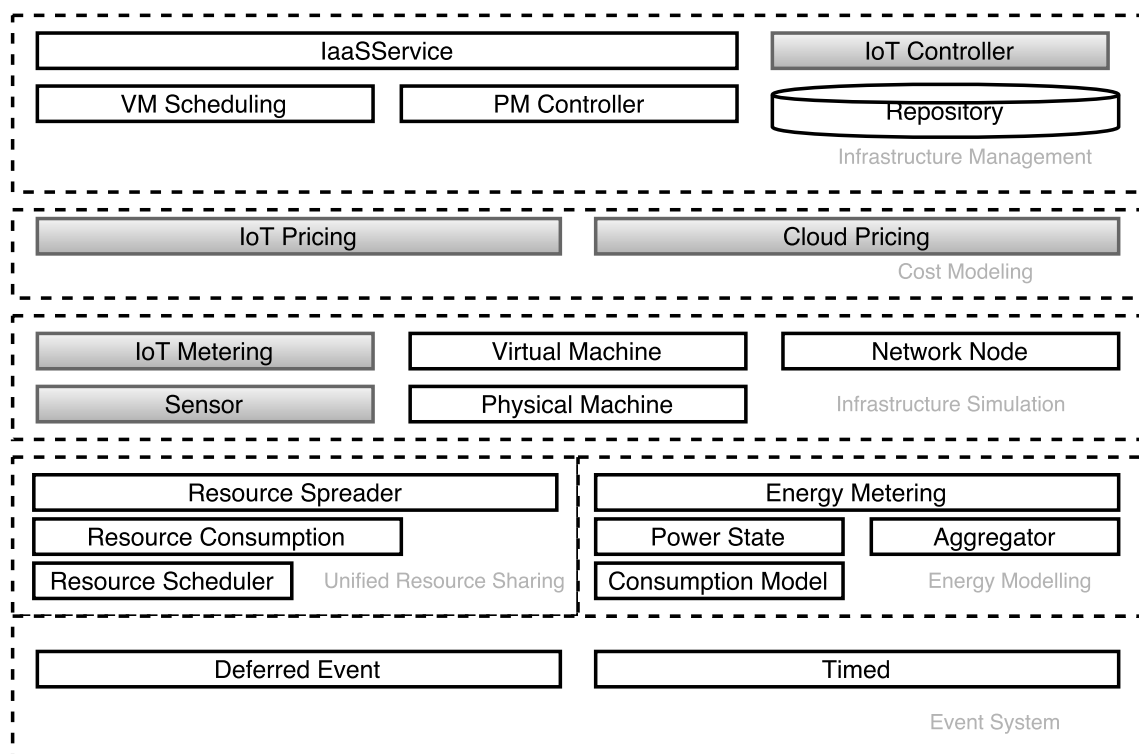 IaaSService
IoT Controller
VM Scheduling
PM Controller
Repository
Infrastructure Management
IoT Pricing
Cloud Pricing
Cost Modeling
IoT Metering
Virtual Machine
Network Node
Sensor
Physical Machine
Infrastructure Simulation
Resource Spreader
Resource Consumption
Resource Scheduler
Unified Resource Sharing
Energy Metering
Power State
Aggregator
Consumption Model
Energy Modelling
Deferred Event
Timed
Event System